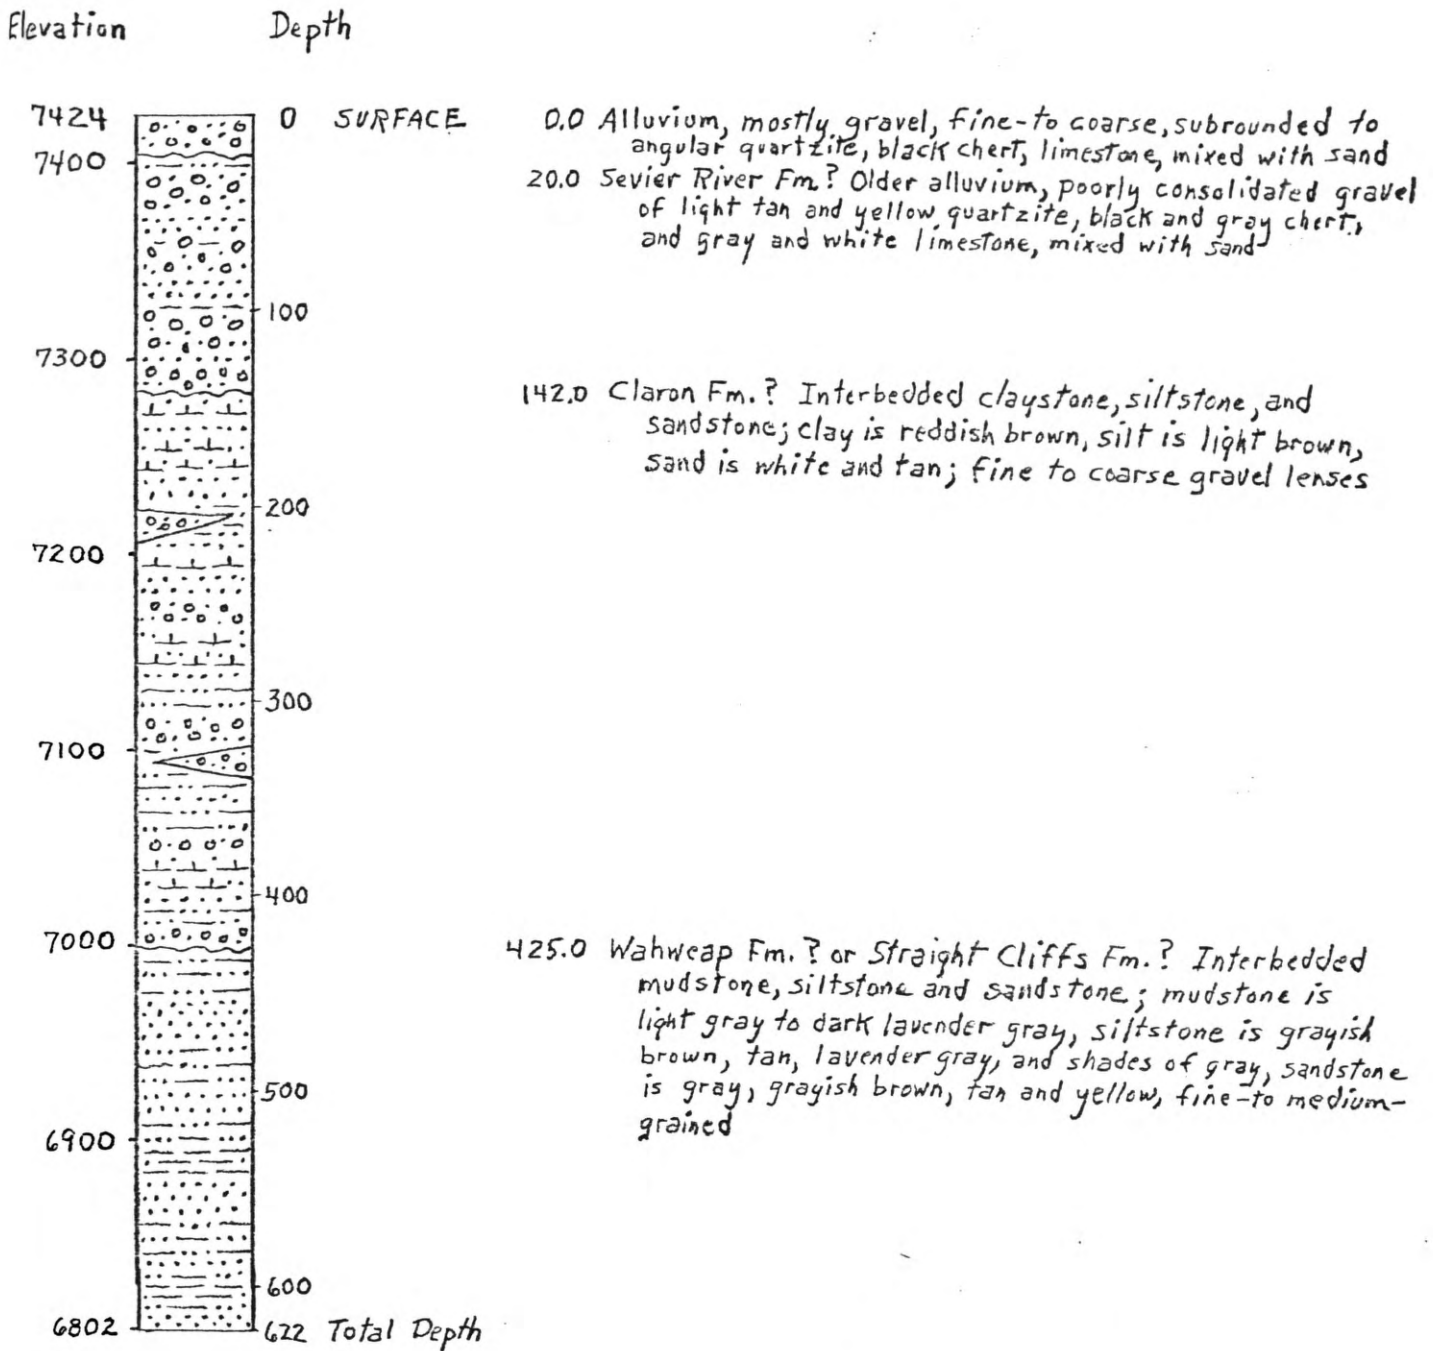 Elevation Depth
7424 0 SURFACE
7400
100
7300
200
7200
300
7100
400
7000
500
6900
600
6802 622 Total Depth
0.0 Alluvium, mostly gravel, fine-to coarse, subrounded to
angular quartzite, black chert, limestone, mixed with sand
20.0 Sevier River Fm.? Older alluvium, poorly consolidated gravel
of light tan and yellow quartzite, black and gray chert,
and gray and white limestone, mixed with sand
142.0 Claron Fm.? Interbedded claystone, siltstone, and
sandstone; clay is reddish brown, silt is light brown,
sand is white and tan; fine to coarse gravel lenses
425.0 Wahweap Fm.? or Straight Cliffs Fm.? Interbedded
mudstone, siltstone and sandstone; mudstone is
light gray to dark lavender gray, siltstone is grayish
brown, tan, lavender gray, and shades of gray, sandstone
is gray, grayish brown, tan and yellow, fine-to medium-
grained